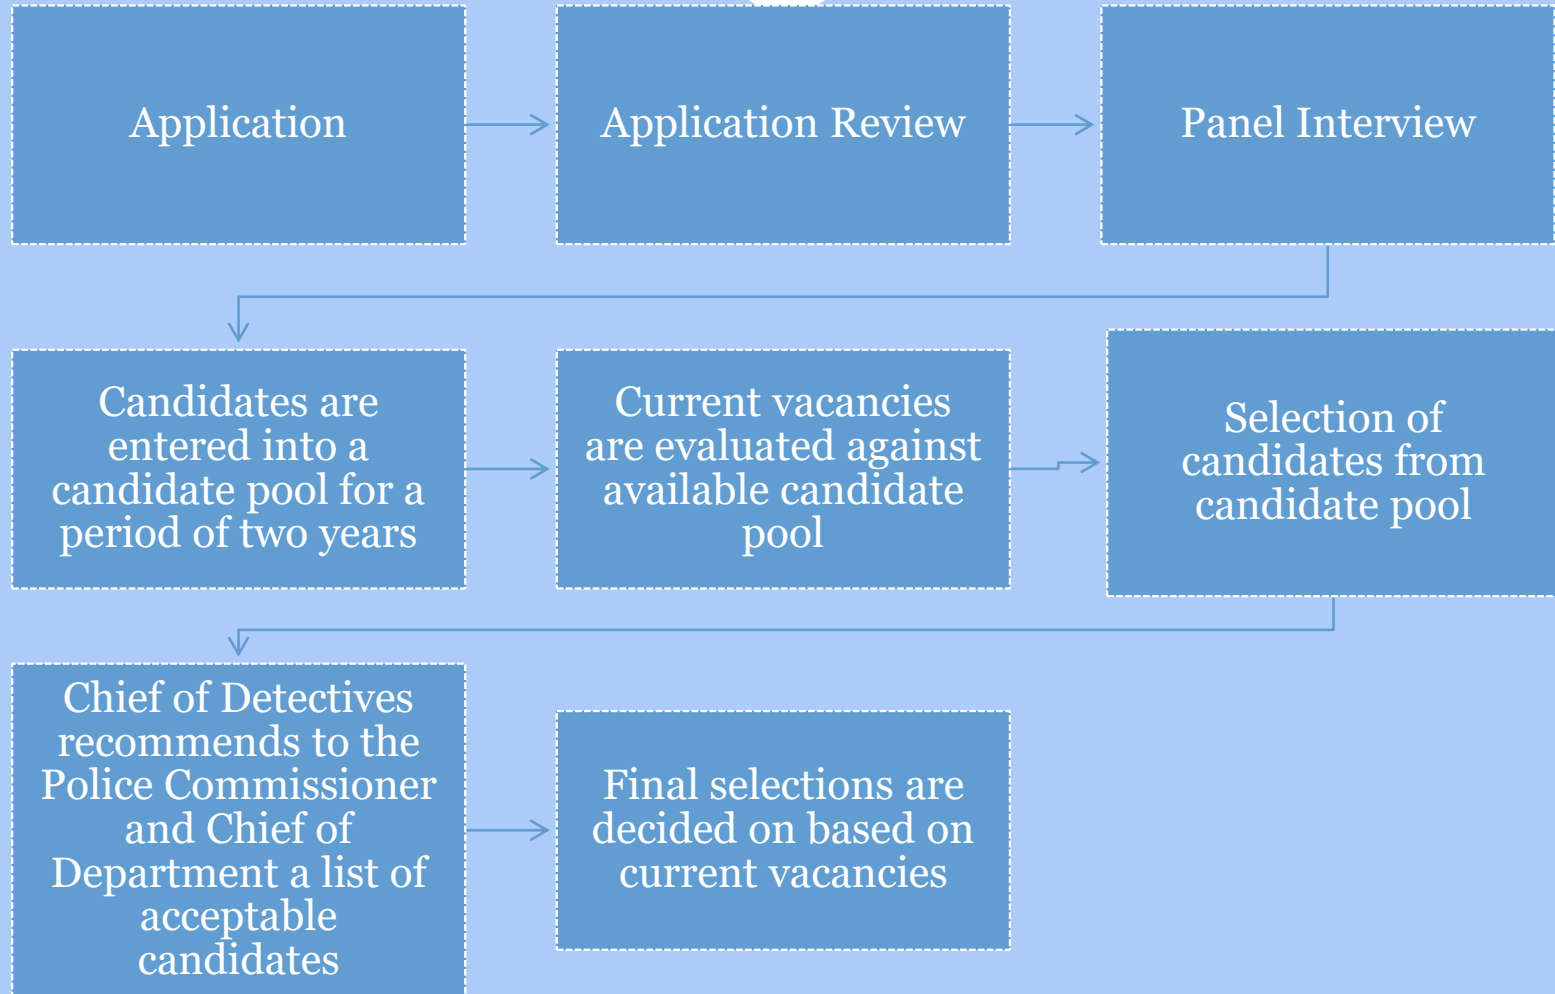 Application
Application Review
Panel Interview
Candidates are
entered into a
candidate pool for a
period of two years
Current vacancies
are evaluated against
available candidate
pool
Selection of
candidates from
candidate pool
Chief of Detectives
recommends to the
Police Commissioner
and Chief of
Department a list of
acceptable
candidates
Final selections are
decided on based on
current vacancies